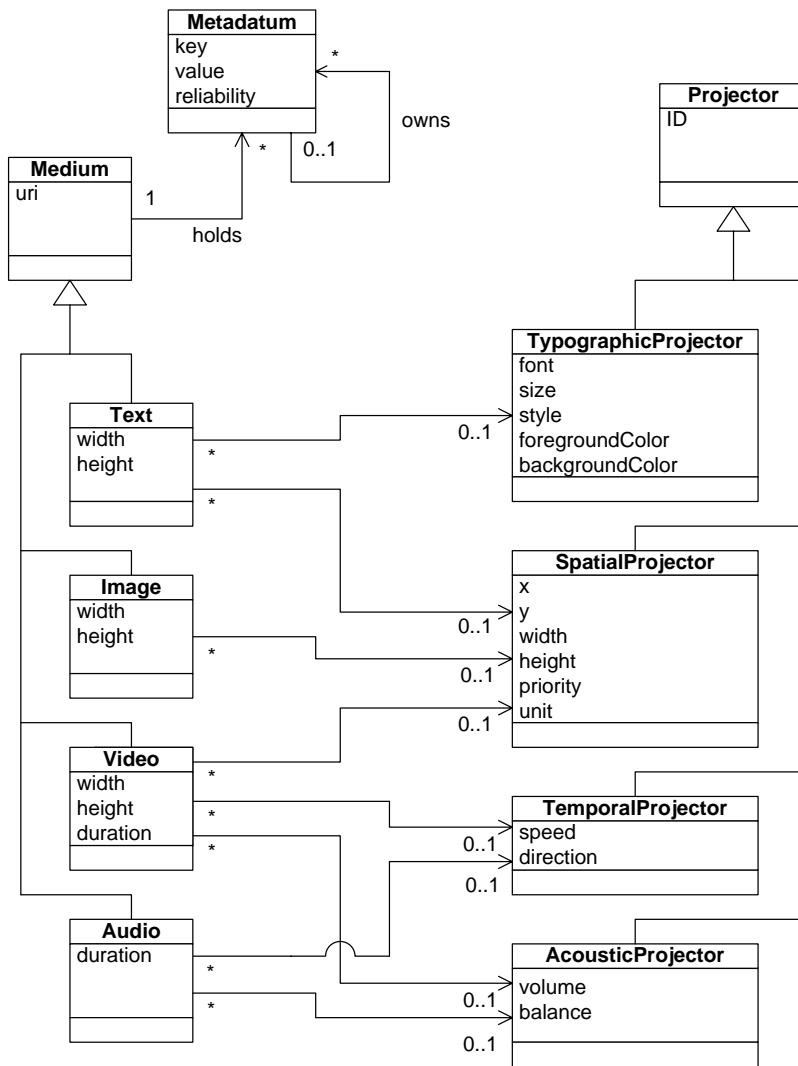 Metadatum
key
value
reliability
*
owns
0..1
*
Projector
ID
Medium
uri
1
holds
TypographicProjector
font
size
style
foregroundColor
backgroundColor
Text
width
height
*
0..1
*
0..1
SpatialProjector
x
y
width
height
priority
unit
Image
width
height
*
0..1
Video
width
height
duration
*
0..1
*
0..1
*
0..1
TemporalProjector
speed
direction
Audio
duration
*
0..1
*
0..1
AcousticProjector
volume
balance